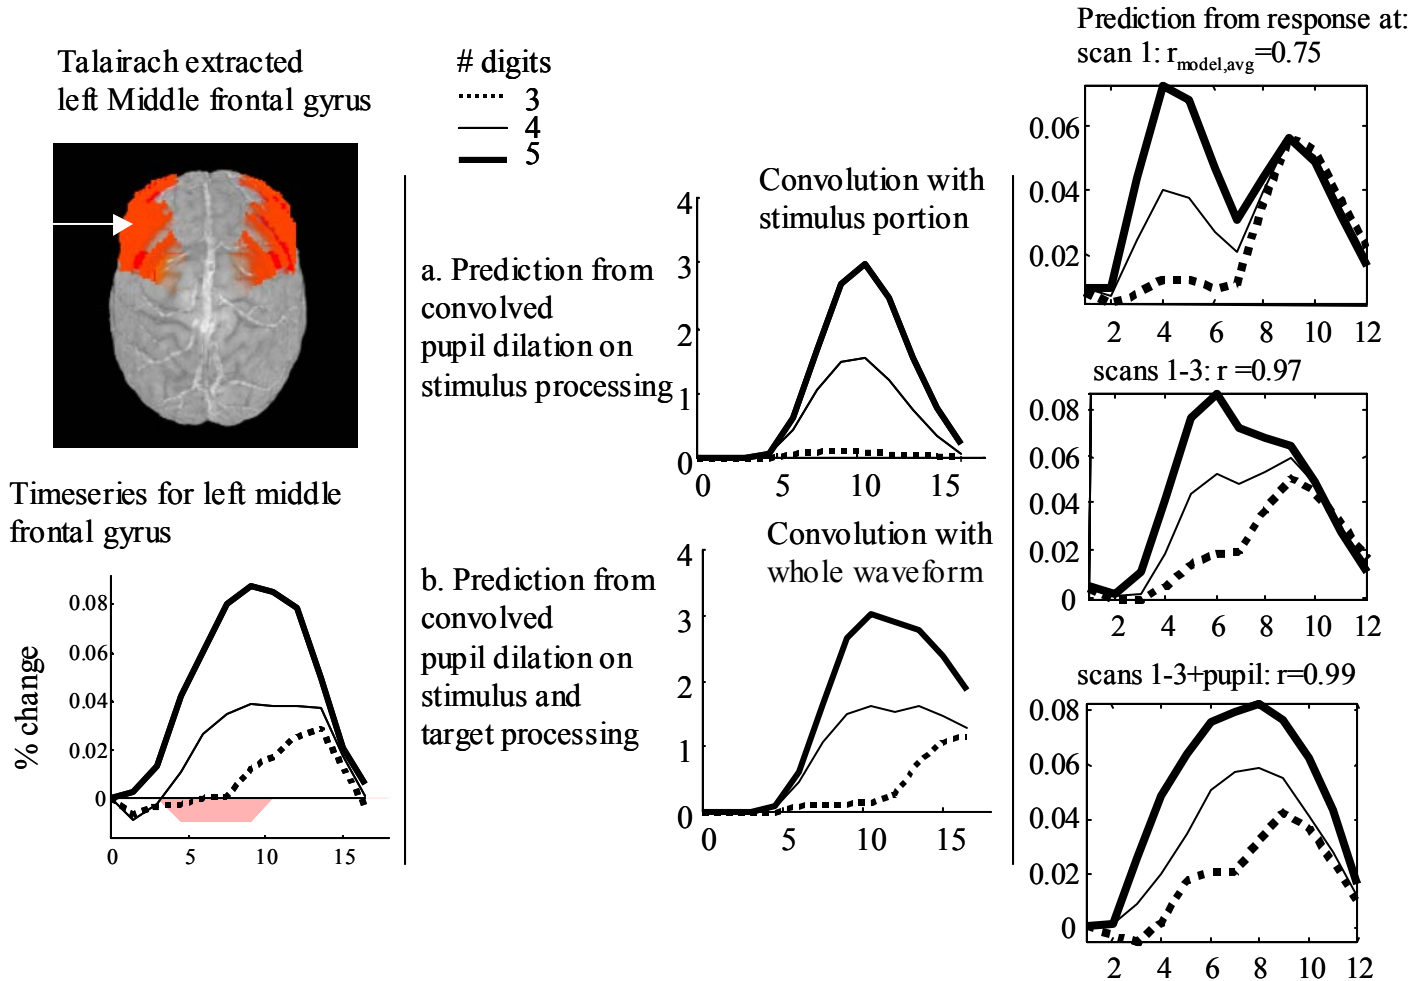 Talairach extracted
left Middle frontal gyrus
Timeseries for left middle
frontal gyrus
% change
0.08
0.06
0.04
0.02
0
0 5 10 15
# digits
3
4
5
a. Prediction from
convolved
pupil dilation on
stimulus processing
Convolution with
stimulus portion
4
3
2
1
0
0 5 10 15
b. Prediction from
convolved
pupil dilation on
stimulus and
target processing
Convolution with
whole waveform
4
3
2
1
0
0 5 10 15
Prediction from response at:
scan 1: rmodel,avg=0.75
0.06
0.04
0.02
2 4 6 8 10 12
scans 1-3: r =0.97
0.08
0.06
0.04
0.02
0
2 4 6 8 10 12
scans 1-3+pupil: r=0.99
0.08
0.06
0.04
0.02
0
2 4 6 8 10 12